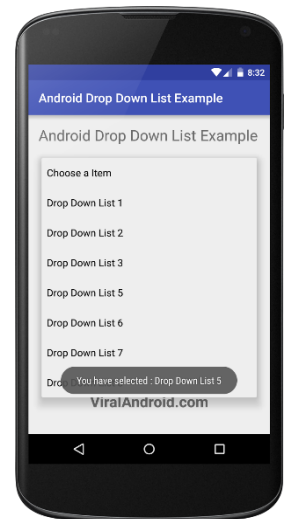 8:32
Android Drop Down List Example
Android Drop Down List Example
Choose a Item
Drop Down List 1
Drop Down List 2
Drop Down List 3
Drop Down List 5
Drop Down List 6
Drop Down List 7
You have selected : Drop Down List 5
ViralAndroid.com